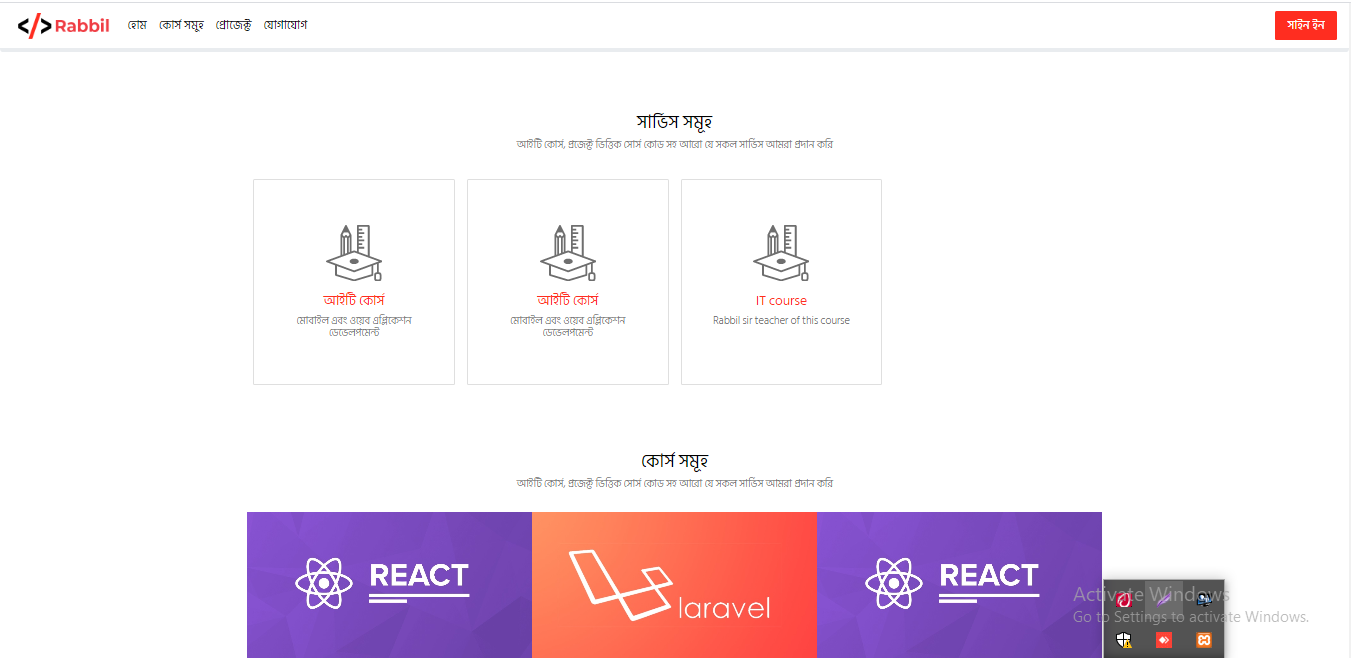 </> Rabbil হোম কোর্স সমূহ প্রোজেক্ট যোগাযোগ সাইন ইন
সার্ভিস সমূহ
আইটি কোর্স, প্রজেক্ট ভিত্তিক সোর্স কোড সহ আরো যে সকল সার্ভিস আমরা প্রদান করি
আইটি কোর্স
মোবাইল এবং ওয়েব এপ্লিকেশন
ডেভেলপমেন্ট
আইটি কোর্স
মোবাইল এবং ওয়েব এপ্লিকেশন
ডেভেলপমেন্ট
IT course
Rabbil sir teacher of this course
কোর্স সমূহ
আইটি কোর্স, প্রজেক্ট ভিত্তিক সোর্স কোড সহ আরো যে সকল সার্ভিস আমরা প্রদান করি
REACT
laravel
REACT
Activate Windows
Go to Settings to activate Windows.